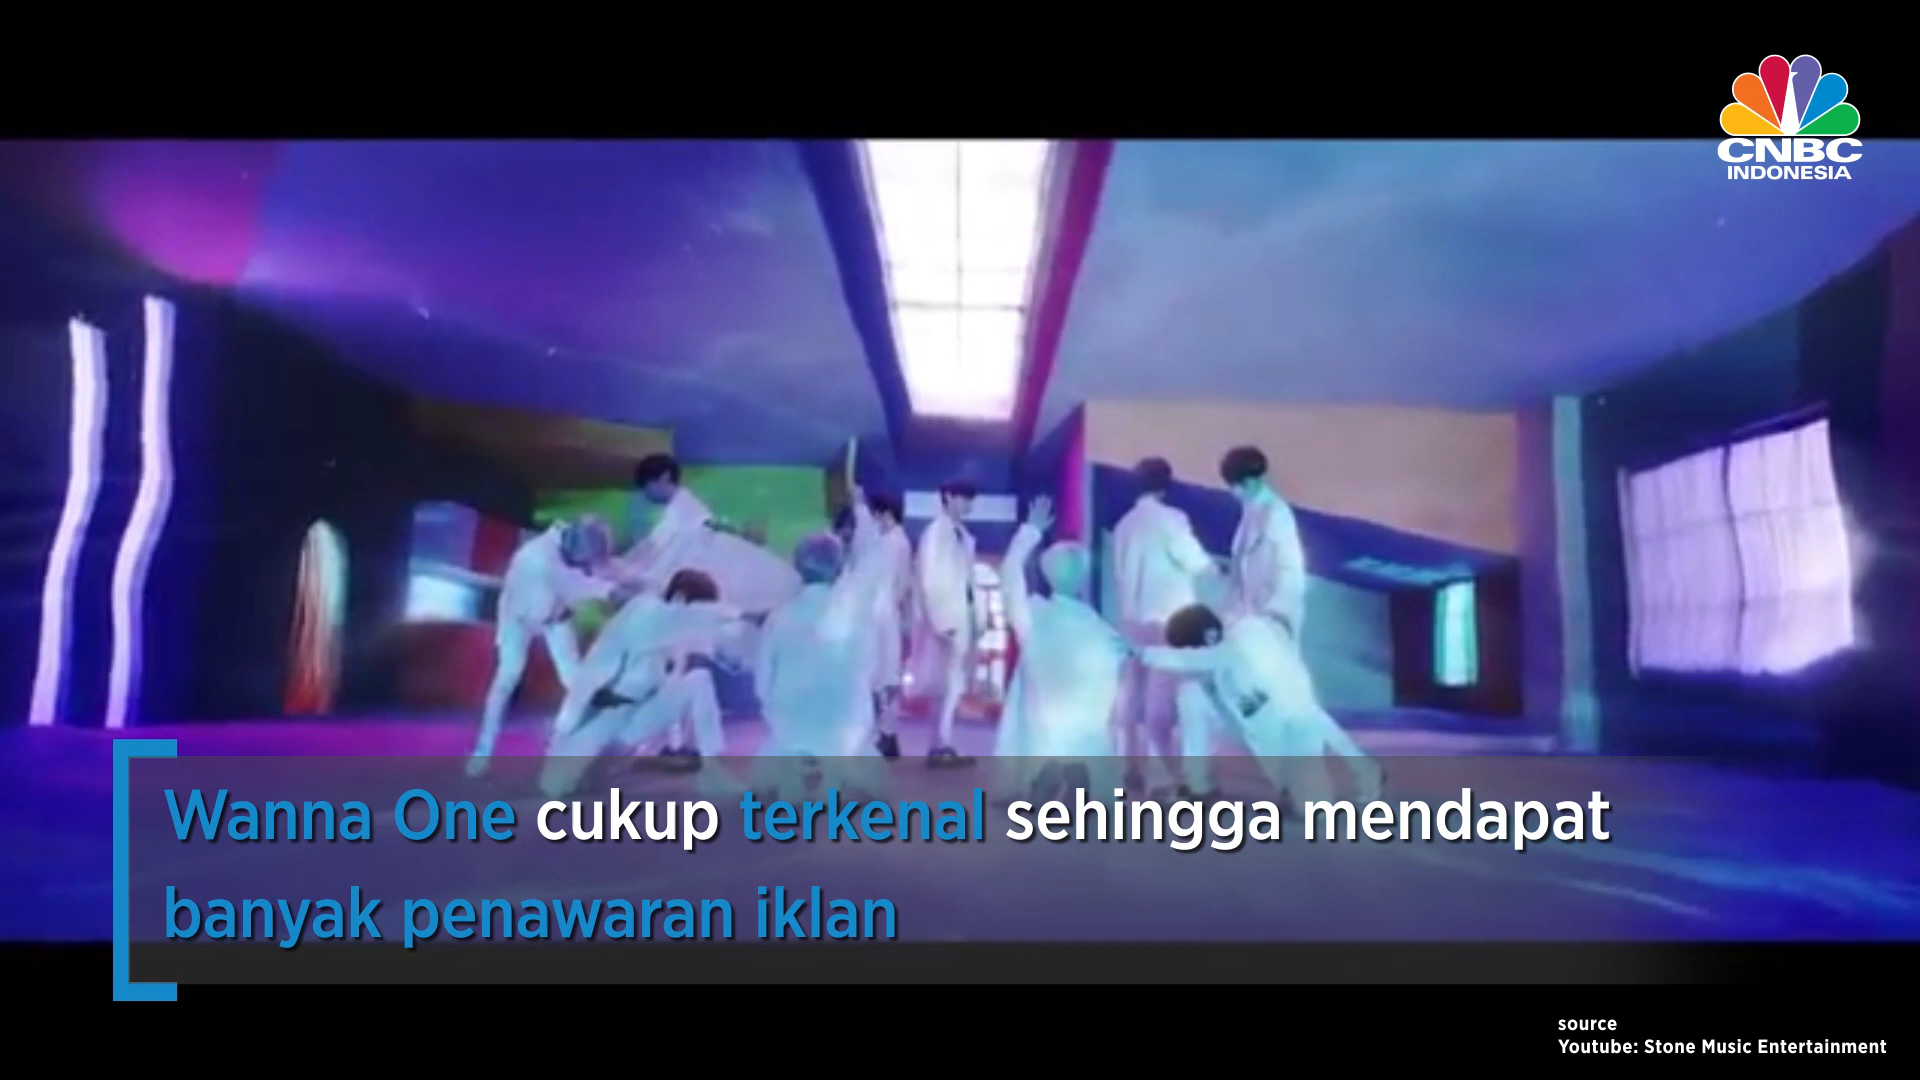 CNBC
INDONESIA
Wanna One cukup terkenal sehingga mendapat
banyak penawaran iklan
source
Youtube: Stone Music Entertainment